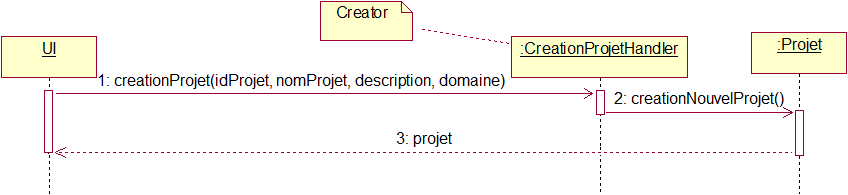 Creator
UI
:CreationProjetHandler
:Projet
1: creationProjet(idProjet, nomProjet, description, domaine)
2: creationNouvelProjet()
3: projet